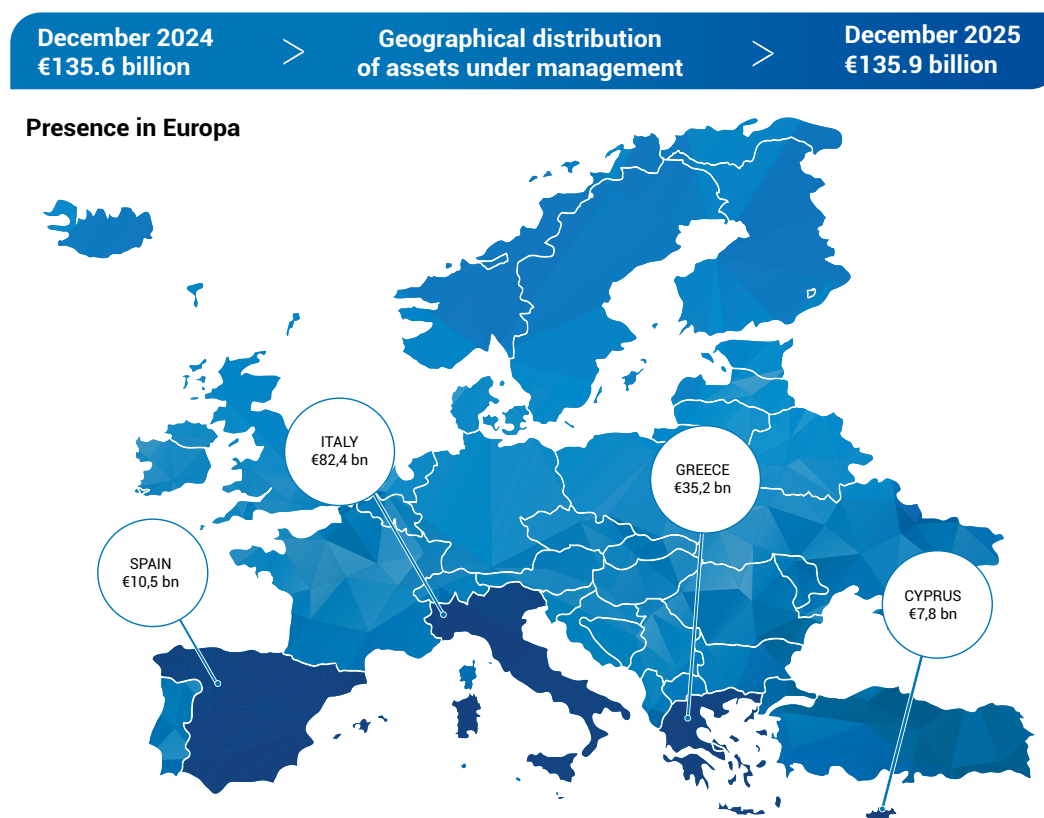 December 2024
€135.6 billion
>
Geographical distribution
of assets under management
>
December 2025
€135.9 billion
Presence in Europa
ITALY
€82,4 bn
GREECE
€35,2 bn
SPAIN
€10,5 bn
CYPRUS
€7,8 bn